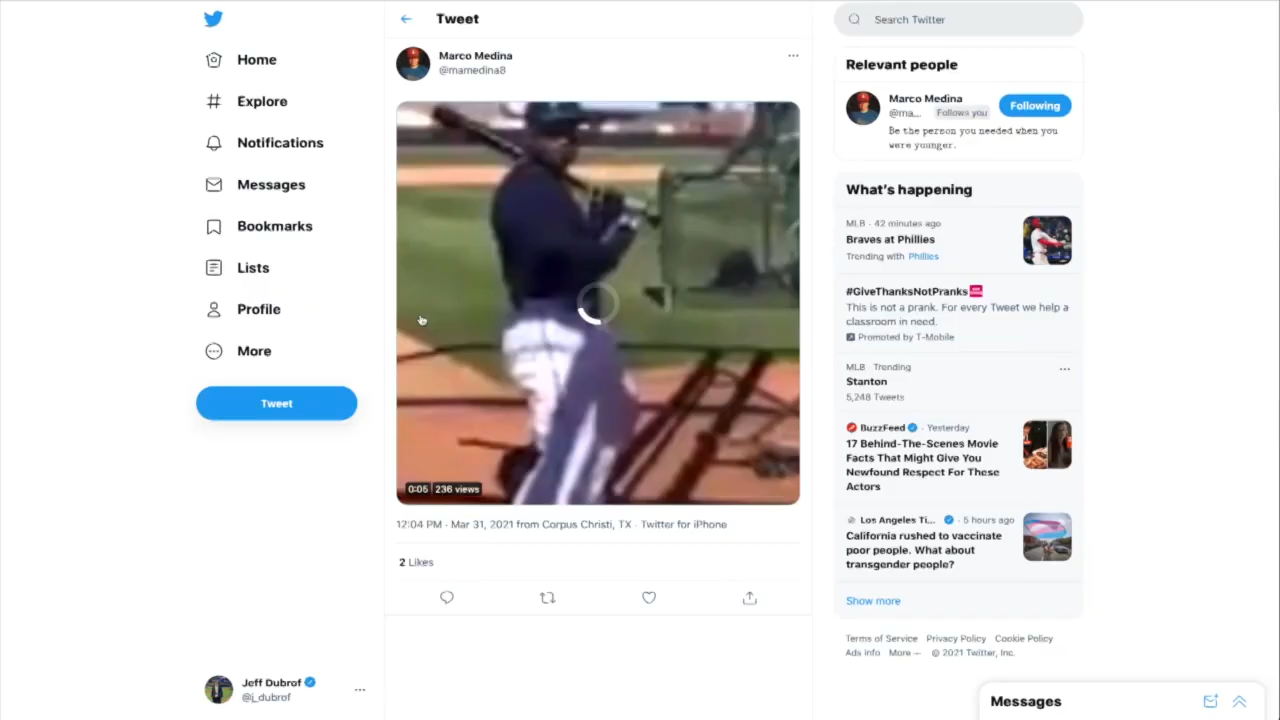 Home
Explore
Notifications
Messages
Bookmarks
Lists
Profile
More
Tweet
Jeff Dubrof
@j_dubrof
Tweet
Marco Medina
@mamedina8
0:05 236 views
12:04 PM · Mar 31, 2021 from Corpus Christi, TX · Twitter for iPhone
2 Likes
Search Twitter
Relevant people
Marco Medina
@ma... Follows you
Following
Be the person you needed when you
were younger.
What's happening
MLB · 42 minutes ago
Braves at Phillies
Trending with Phillies
#GiveThanksNotPranks
This is not a prank. For every Tweet we help a
classroom in need.
Promoted by T-Mobile
MLB · Trending
Stanton
5,248 Tweets
BuzzFeed · Yesterday
17 Behind-The-Scenes Movie
Facts That Might Give You
Newfound Respect For These
Actors
Los Angeles Ti... · 5 hours ago
California rushed to vaccinate
poor people. What about
transgender people?
Show more
Terms of Service Privacy Policy Cookie Policy
Ads info More ··· © 2021 Twitter, Inc.
Messages